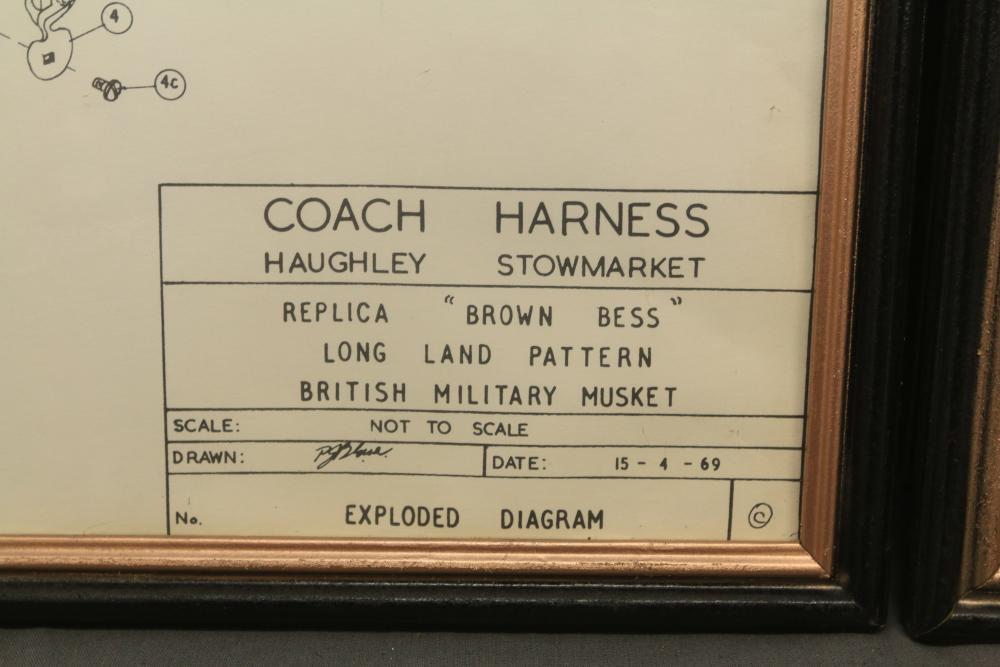 4
4C
COACH HARNESS
HAUGHLEY STOWMARKET
REPLICA "BROWN BESS"
LONG LAND PATTERN
BRITISH MILITARY MUSKET
SCALE: NOT TO SCALE
DRAWN:
DATE: 15 - 4 - 69
No. EXPLODED DIAGRAM ©